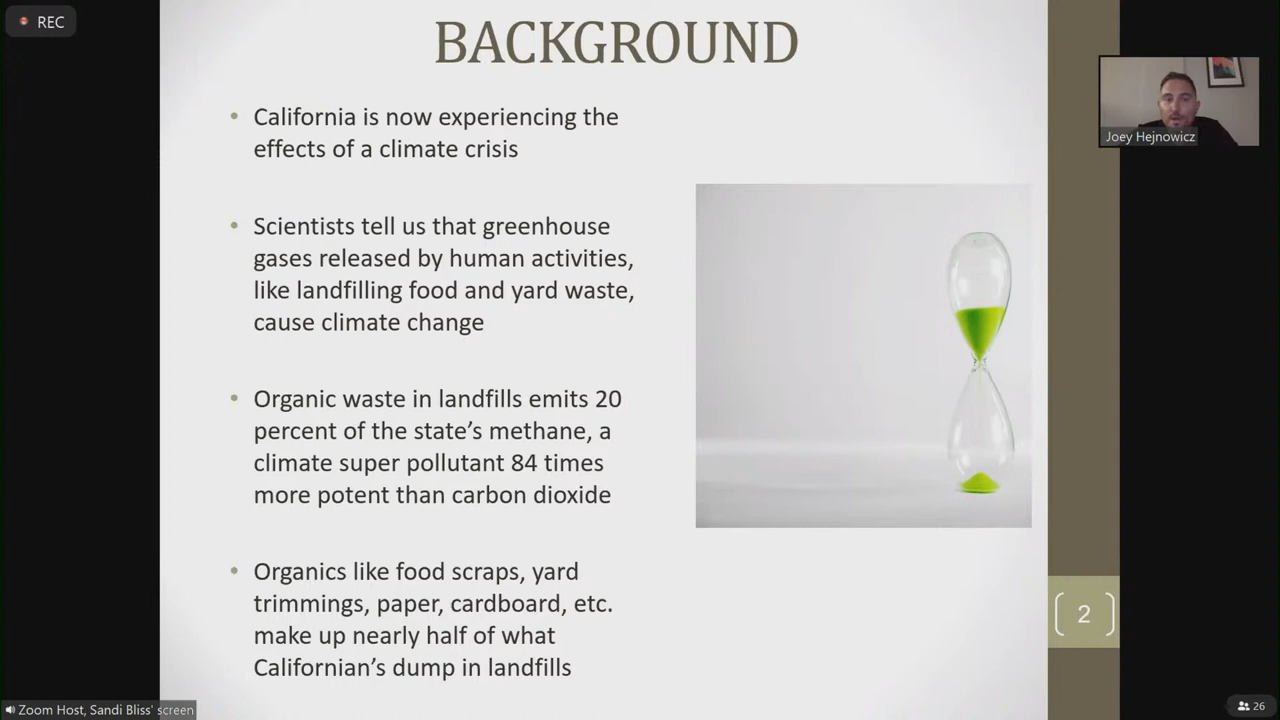 REC
BACKGROUND
• California is now experiencing the
effects of a climate crisis
• Scientists tell us that greenhouse
gases released by human activities,
like landfilling food and yard waste,
cause climate change
• Organic waste in landfills emits 20
percent of the state’s methane, a
climate super pollutant 84 times
more potent than carbon dioxide
• Organics like food scraps, yard
trimmings, paper, cardboard, etc.
make up nearly half of what
Californian’s dump in landfills
Joey Hejnowicz
2
Zoom Host, Sandi Bliss' screen
26